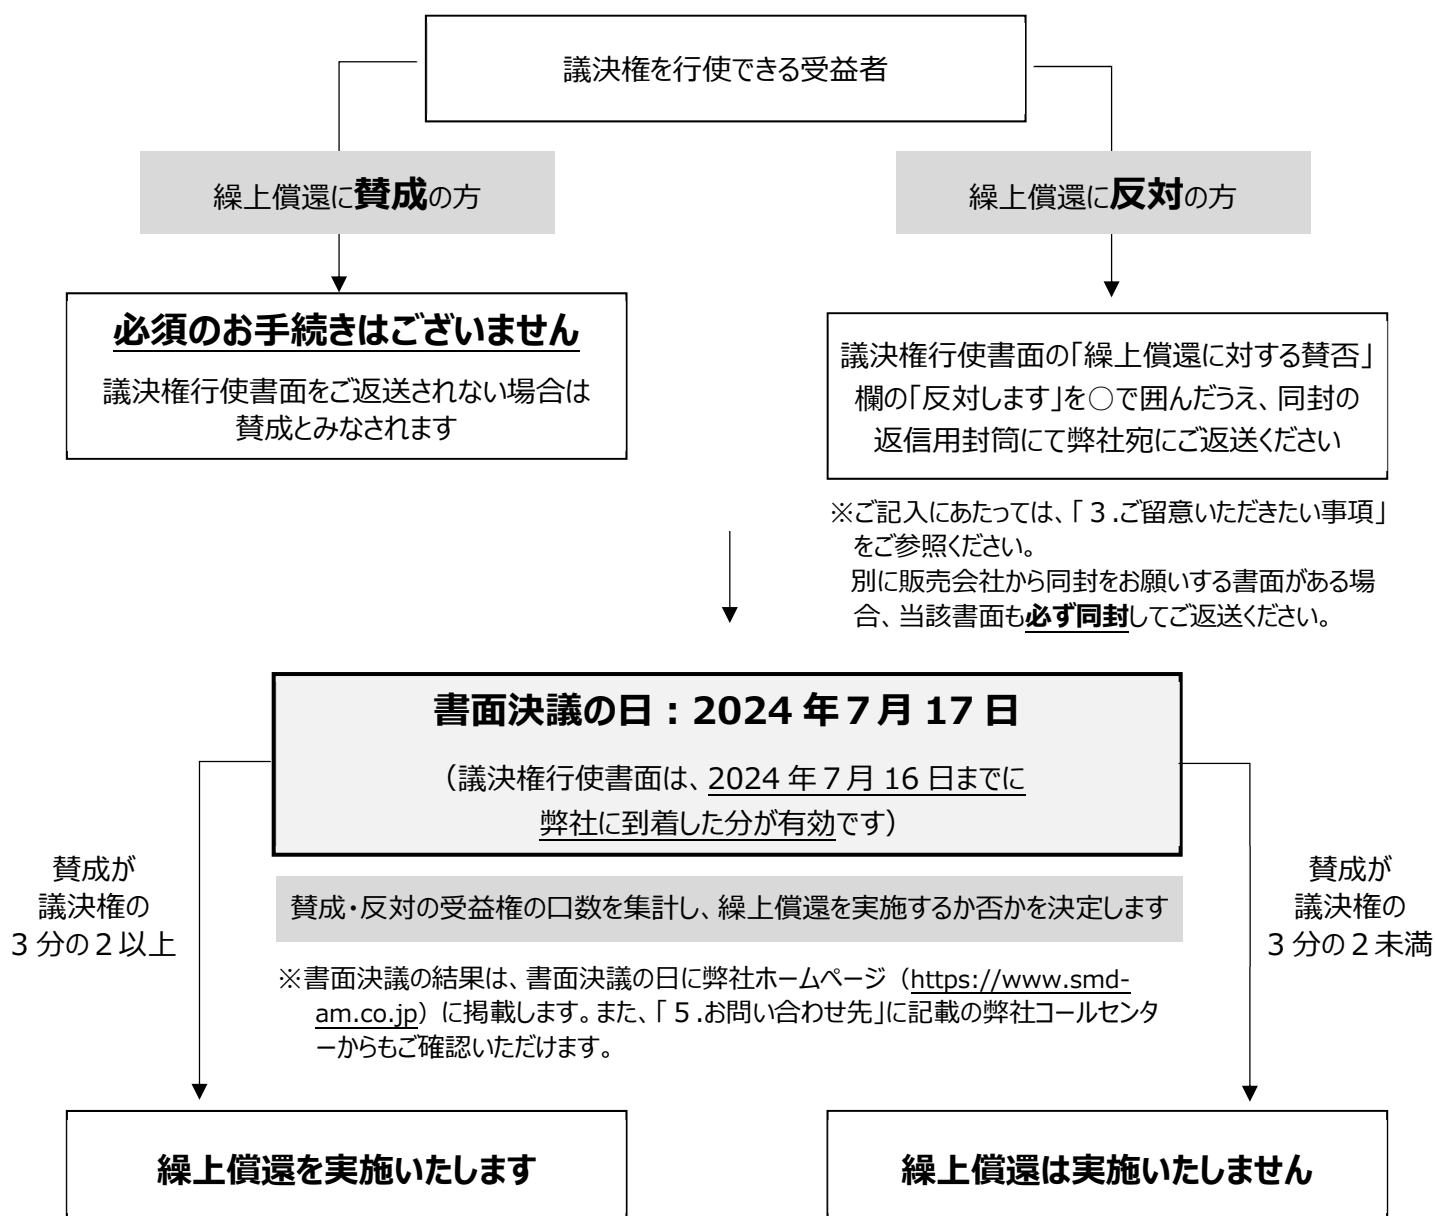 議決権を行使できる受益者
繰上償還に賛成の方
繰上償還に反対の方
必須のお手続きはございません
議決権行使書面をご返送されない場合は
賛成とみなされます
議決権行使書面の「繰上償還に対する賛否」
欄の「反対します」を○で囲んだうえ、同封の
返信用封筒にて弊社宛にご返送ください
※ご記入にあたっては、「３.ご留意いただきたい事項」
をご参照ください。
別に販売会社から同封をお願いする書面がある場
合、当該書面も必ず同封してご返送ください。
書面決議の日：2024 年７月 17 日
（議決権行使書面は、2024 年７月 16 日までに
弊社に到着した分が有効です）
賛成が
議決権の
３分の２以上
賛成が
議決権の
３分の２未満
賛成・反対の受益権の口数を集計し、繰上償還を実施するか否かを決定します
※書面決議の結果は、書面決議の日に弊社ホームページ（https://www.smd-
am.co.jp）に掲載します。また、「５.お問い合わせ先」に記載の弊社コールセンタ
ーからもご確認いただけます。
繰上償還を実施いたします
繰上償還は実施いたしません